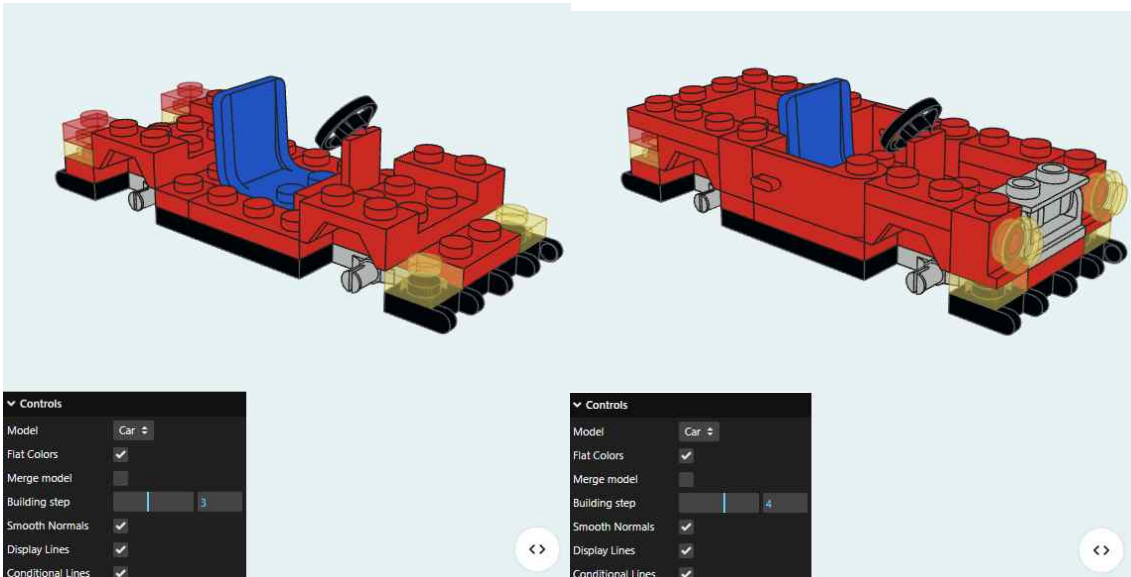 Controls
Model Car
Flat Colors
Merge model
Building step 3
Smooth Normals
Display Lines
Conditional Lines
Controls
Model Car
Flat Colors
Merge model
Building step 4
Smooth Normals
Display Lines
Conditional Lines